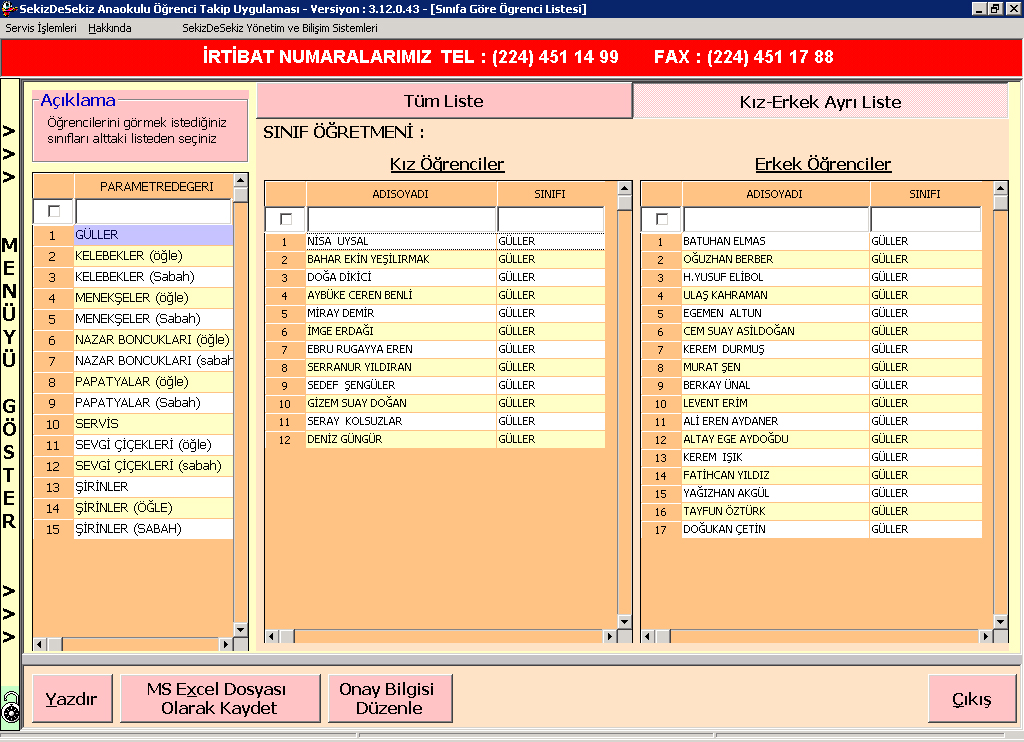 SekizDeSekiz Anaokulu Öğrenci Takip Uygulaması - Versiyon : 3.12.0.43 - [Sınıfa Göre Öğrenci Listesi]
Servis İşlemleri Hakkında SekizDeSekiz Yönetim ve Bilişim Sistemleri
İRTİBAT NUMARALARIMIZ TEL : (224) 451 14 99 FAX : (224) 451 17 88
> > > MENÜYÜ GÖSTER > > >
Açıklama
Öğrencilerini görmek istediğiniz
sınıfları alttaki listeden seçiniz
PARAMETREDEGERI
1 GÜLLER
2 KELEBEKLER (öğle)
3 KELEBEKLER (Sabah)
4 MENEKŞELER (öğle)
5 MENEKŞELER (Sabah)
6 NAZAR BONCUKLARI (öğle)
7 NAZAR BONCUKLARI (sabah
8 PAPATYALAR (öğle)
9 PAPATYALAR (Sabah)
10 SERVİS
11 SEVGİ ÇİÇEKLERİ (öğle)
12 SEVGİ ÇİÇEKLERİ (sabah)
13 ŞİRİNLER
14 ŞİRİNLER (ÖĞLE)
15 ŞİRİNLER (SABAH)
Tüm Liste
Kız-Erkek Ayrı Liste
SINIF ÖĞRETMENİ :
Kız Öğrenciler
ADISOYADI SINIFI
1 NİSA UYSAL GÜLLER
2 BAHAR EKİN YEŞİLIRMAK GÜLLER
3 DOĞA DİKİCİ GÜLLER
4 AYBÜKE CEREN BENLİ GÜLLER
5 MİRAY DEMİR GÜLLER
6 İMGE ERDAĞI GÜLLER
7 EBRU RUGAYYA EREN GÜLLER
8 SERRANUR YILDIRAN GÜLLER
9 SEDEF ŞENGÜLER GÜLLER
10 GİZEM SUAY DOĞAN GÜLLER
11 SERAY KOLSUZLAR GÜLLER
12 DENİZ GÜNGÜR GÜLLER
Erkek Öğrenciler
ADISOYADI SINIFI
1 BATUHAN ELMAS GÜLLER
2 OĞUZHAN BERBER GÜLLER
3 H.YUSUF ELİBOL GÜLLER
4 ULAŞ KAHRAMAN GÜLLER
5 EGEMEN ALTUN GÜLLER
6 CEM SUAY ASİLDOĞAN GÜLLER
7 KEREM DURMUŞ GÜLLER
8 MURAT ŞEN GÜLLER
9 BERKAY ÜNAL GÜLLER
10 LEVENT ERİM GÜLLER
11 ALİ EREN AYDANER GÜLLER
12 ALTAY EGE AYDOĞDU GÜLLER
13 KEREM IŞIK GÜLLER
14 FATİHCAN YILDIZ GÜLLER
15 YAĞIZHAN AKGÜL GÜLLER
16 TAYFUN ÖZTÜRK GÜLLER
17 DOĞUKAN ÇETİN GÜLLER
Yazdır
MS Excel Dosyası
Olarak Kaydet
Onay Bilgisi
Düzenle
Çıkış